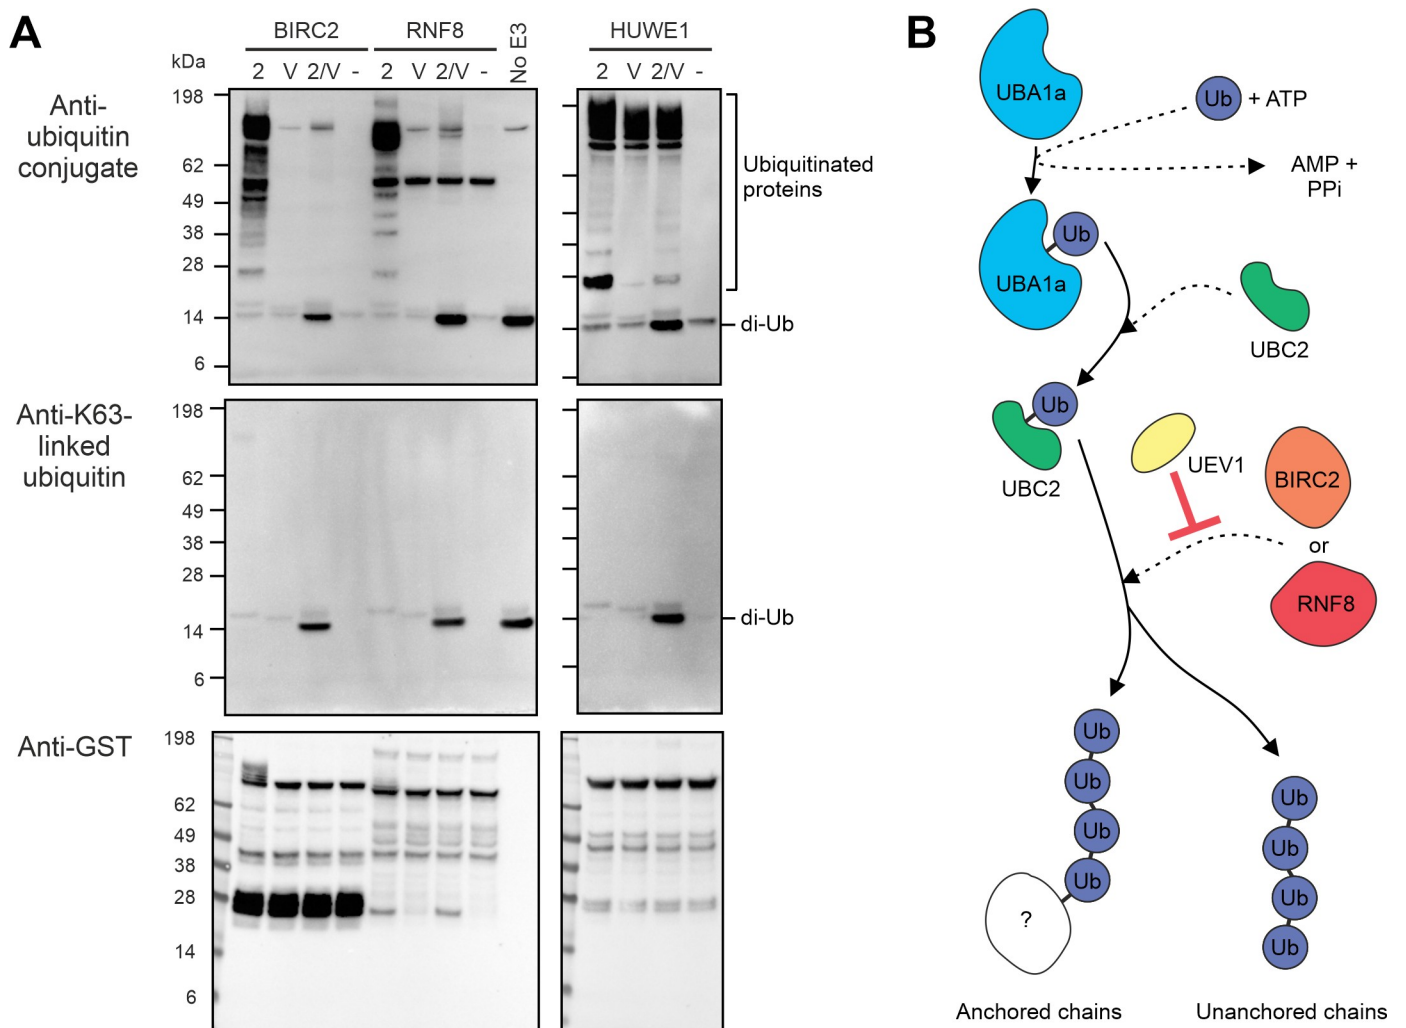 A
BIRC2 RNF8 No E3 HUWE1
kDa
2 V 2/V - 2 V 2/V - 2 V 2/V -
Anti-
ubiquitin
conjugate
198
62
49
38
28
14
6
Ubiquitinated
proteins
di-Ub
Anti-K63-
linked
ubiquitin
198
62
49
38
28
14
6
di-Ub
Anti-GST
198
62
49
38
28
14
6
B
UBA1a
Ub + ATP
AMP +
PPi
Ub
UBA1a
UBC2
Ub
UBC2
UEV1
BIRC2
or
RNF8
Ub
Ub
Ub
Ub
?
Ub
Ub
Ub
Ub
Anchored chains
Unanchored chains